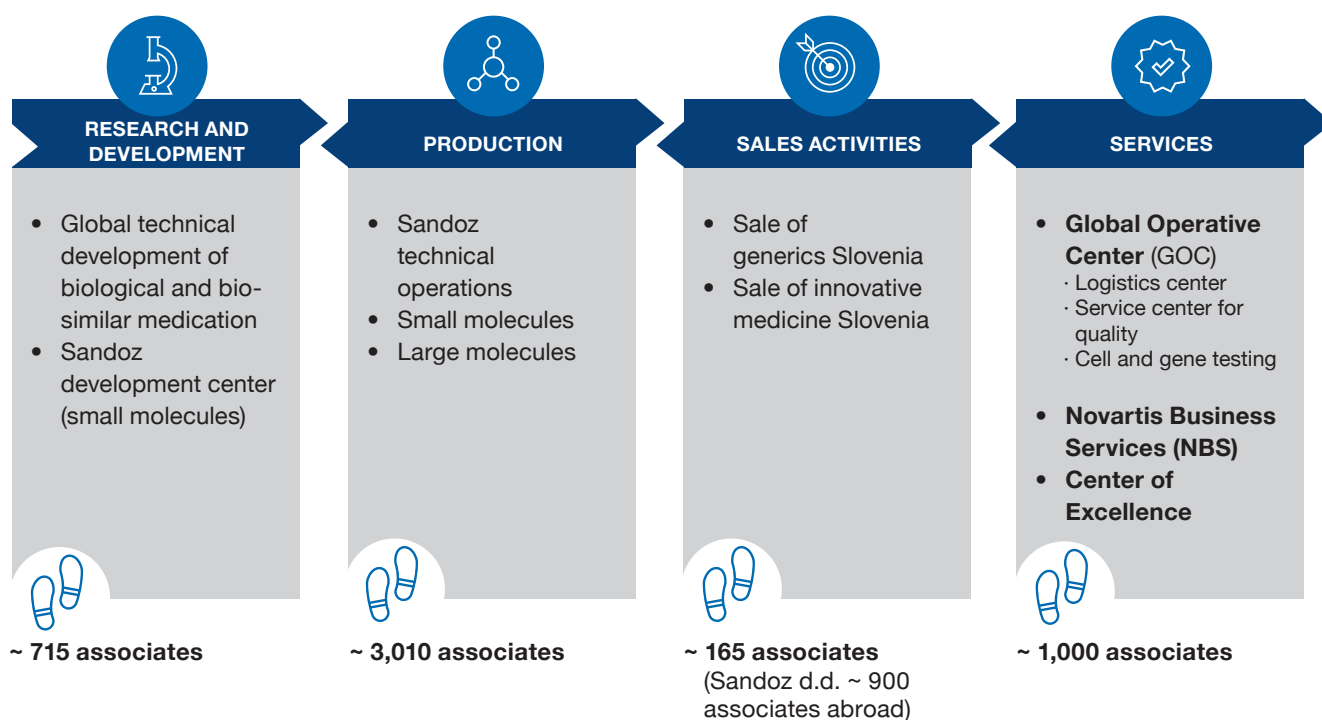 RESEARCH AND
DEVELOPMENT
• Global technical
development of
biological and bio-
similar medication
• Sandoz
development center
(small molecules)
~ 715 associates
PRODUCTION
• Sandoz
technical
operations
• Small molecules
• Large molecules
~ 3,010 associates
SALES ACTIVITIES
• Sale of
generics Slovenia
• Sale of innovative
medicine Slovenia
~ 165 associates
(Sandoz d.d. ~ 900
associates abroad)
SERVICES
• Global Operative
Center (GOC)
· Logistics center
· Service center for
quality
· Cell and gene testing
• Novartis Business
Services (NBS)
• Center of
Excellence
~ 1,000 associates